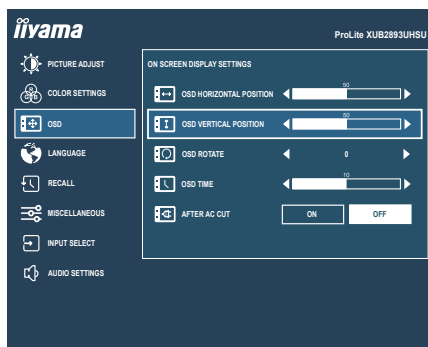 iiyama
ProLite XUB2893UHSU
PICTURE ADJUST
COLOR SETTINGS
OSD
LANGUAGE
RECALL
MISCELLANEOUS
INPUT SELECT
AUDIO SETTINGS
ON SCREEN DISPLAY SETTINGS
OSD HORIZONTAL POSITION 50
OSD VERTICAL POSITION 50
OSD ROTATE 0
OSD TIME 10
AFTER AC CUT ON OFF